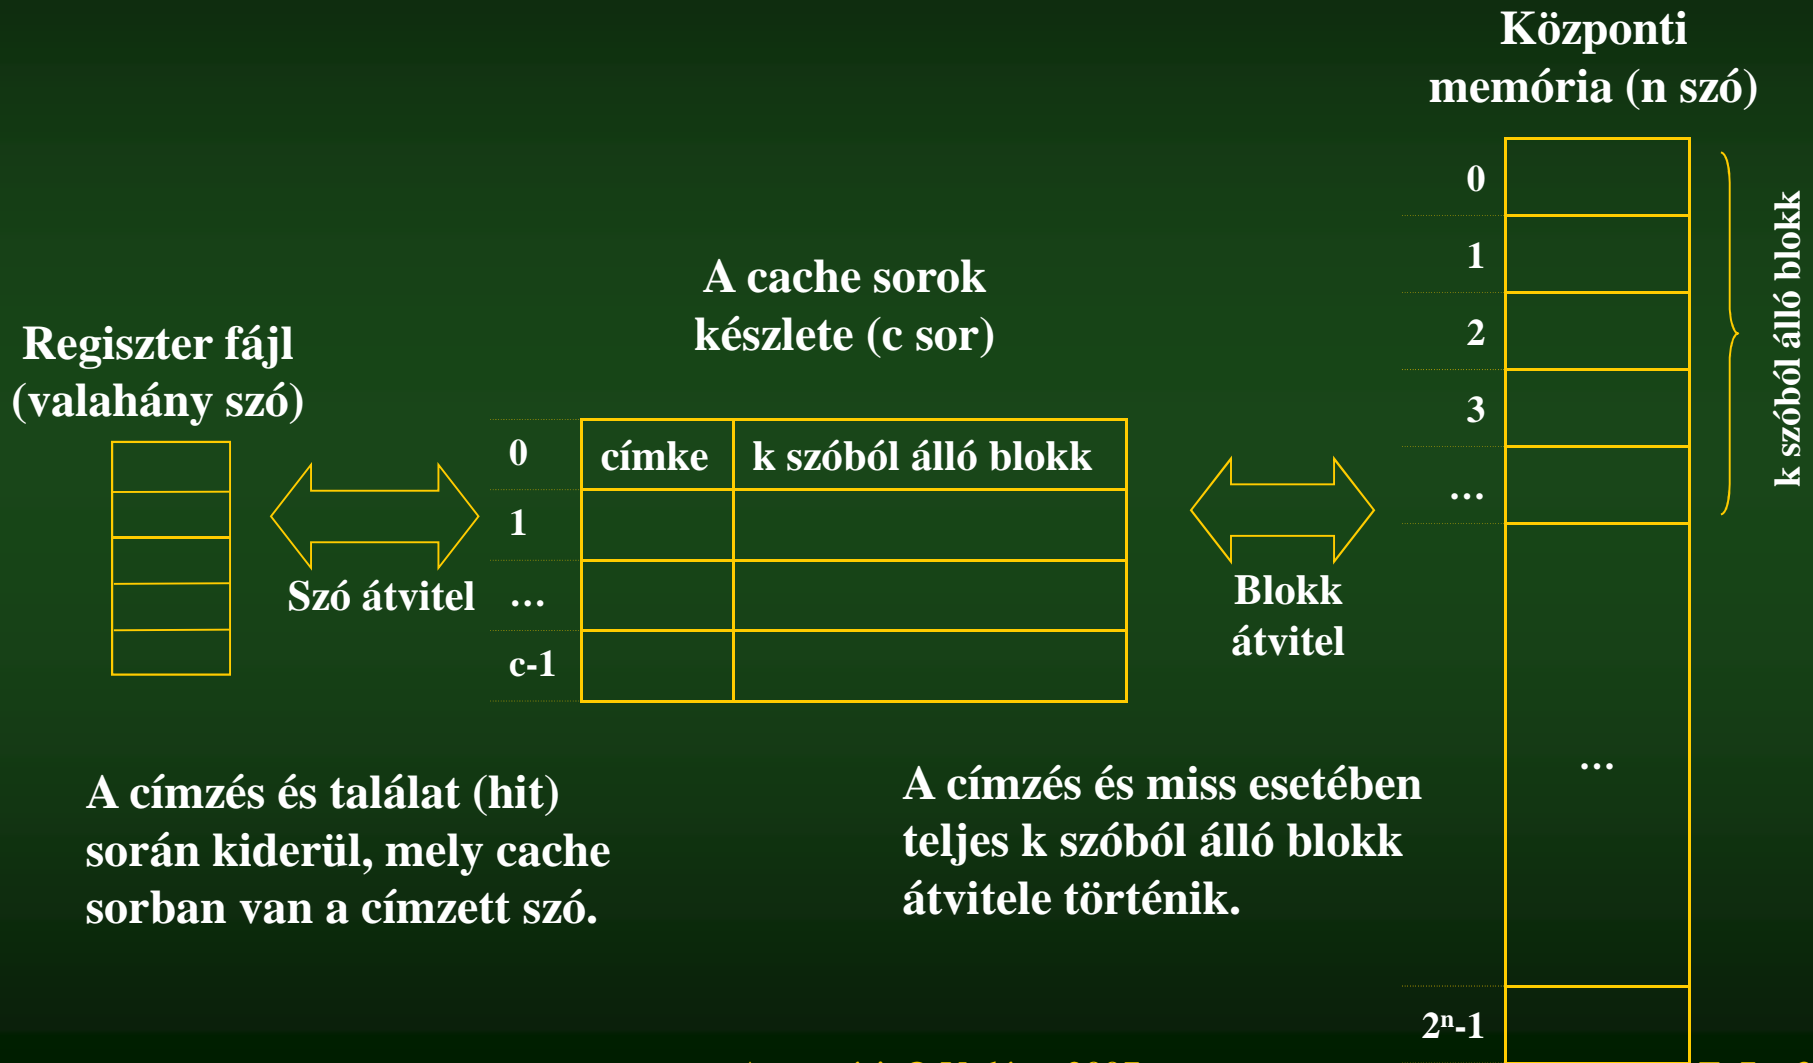 Központi
memória (n szó)
0
1
2
3
...
...
2ⁿ-1
k szóból álló blokk
A cache sorok
készlete (c sor)
Regiszter fájl
(valahány szó)
Szó átvitel
0
címke
k szóból álló blokk
1
...
c-1
Blokk
átvitel
A címzés és találat (hit)
során kiderül, mely cache
sorban van a címzett szó.
A címzés és miss esetében
teljes k szóból álló blokk
átvitele történik.